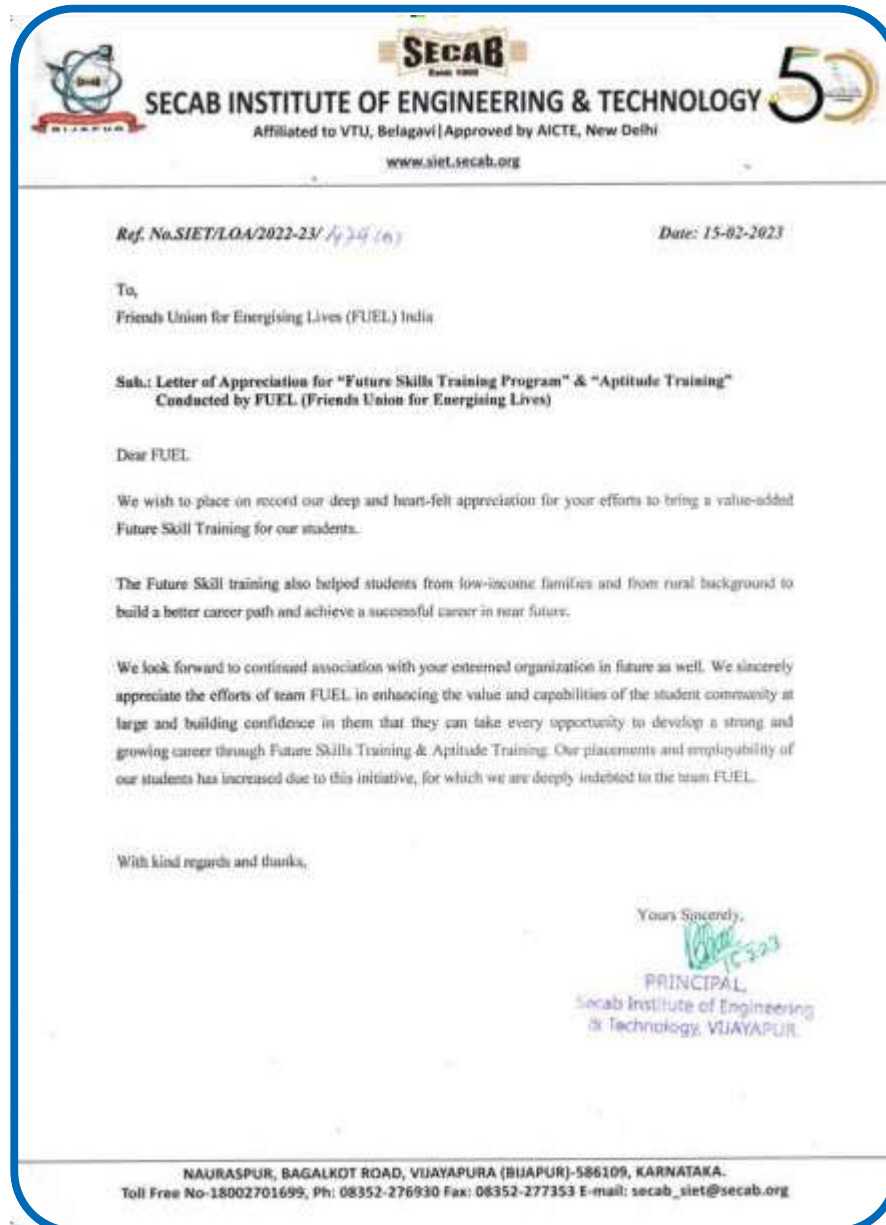 SECAB
Estd: 1969
SECAB INSTITUTE OF ENGINEERING & TECHNOLOGY
BIJAPUR
50
Affiliated to VTU, Belagavi|Approved by AICTE, New Delhi
www.siet.secab.org
Ref. No.SIET/LOA/2022-23/
Date: 15-02-2023
To,
Friends Union for Energising Lives (FUEL) India
Sub.: Letter of Appreciation for “Future Skills Training Program” & “Aptitude Training”
Conducted by FUEL (Friends Union for Energising Lives)
Dear FUEL
We wish to place on record our deep and heart-felt appreciation for your efforts to bring a value-added
Future Skill Training for our students.
The Future Skill training also helped students from low-income families and from rural background to
build a better career path and achieve a successful career in near future.
We look forward to continued association with your esteemed organization in future as well. We sincerely
appreciate the efforts of team FUEL in enhancing the value and capabilities of the student community at
large and building confidence in them that they can take every opportunity to develop a strong and
growing career through Future Skills Training & Aptitude Training. Our placements and employability of
our students has increased due to this initiative, for which we are deeply indebted to the team FUEL.
With kind regards and thanks,
Yours Sincerely,
PRINCIPAL,
Secab Institute of Engineering
& Technology, VIJAYAPUR.
NAURASPUR, BAGALKOT ROAD, VIJAYAPURA (BIJAPUR)-586109, KARNATAKA.
Toll Free No-18002701699, Ph: 08352-276930 Fax: 08352-277353 E-mail: secab_siet@secab.org